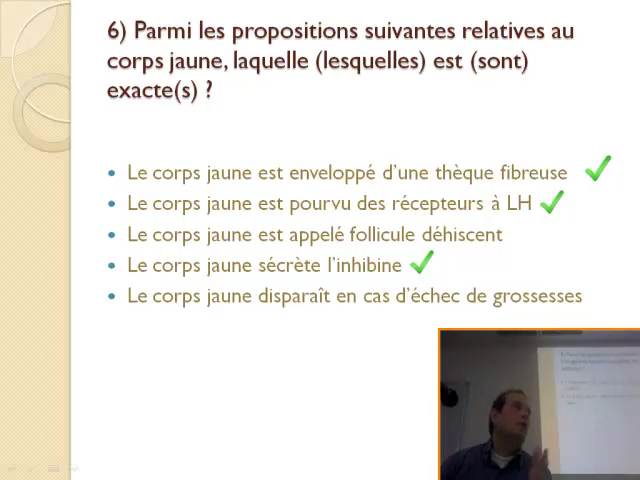 6) Parmi les propositions suivantes relatives au
corps jaune, laquelle (lesquelles) est (sont)
exacte(s) ?
Le corps jaune est enveloppé d'une thèque fibreuse
Le corps jaune est pourvu des récepteurs à LH
Le corps jaune est appelé follicule déhiscent
Le corps jaune sécrète l'inhibine
Le corps jaune disparaît en cas d'échec de grossesses